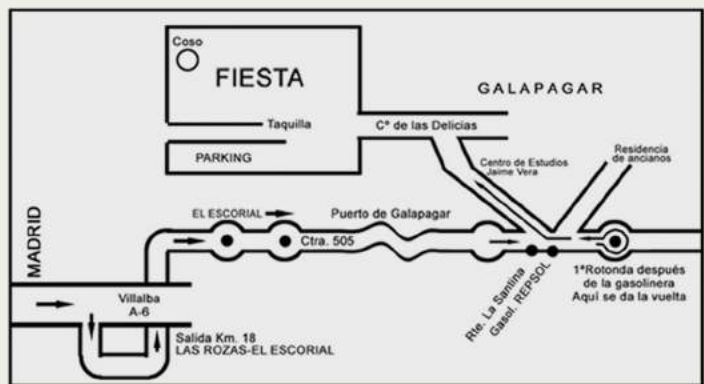 Coso
FIESTA
GALAPAGAR
Taquilla
Cº de las Delicias
PARKING
Centro de Estudios
Jaime Vera
Residencia
de ancianos
EL ESCORIAL
Puerto de Galapagar
Ctra. 505
MADRID
Villalba
A-6
Rte. La Santina
Gasol. REPSOL
1ªRotonda después
de la gasolinera
Aquí se da la vuelta
Salida Km. 18
LAS ROZAS-EL ESCORIAL